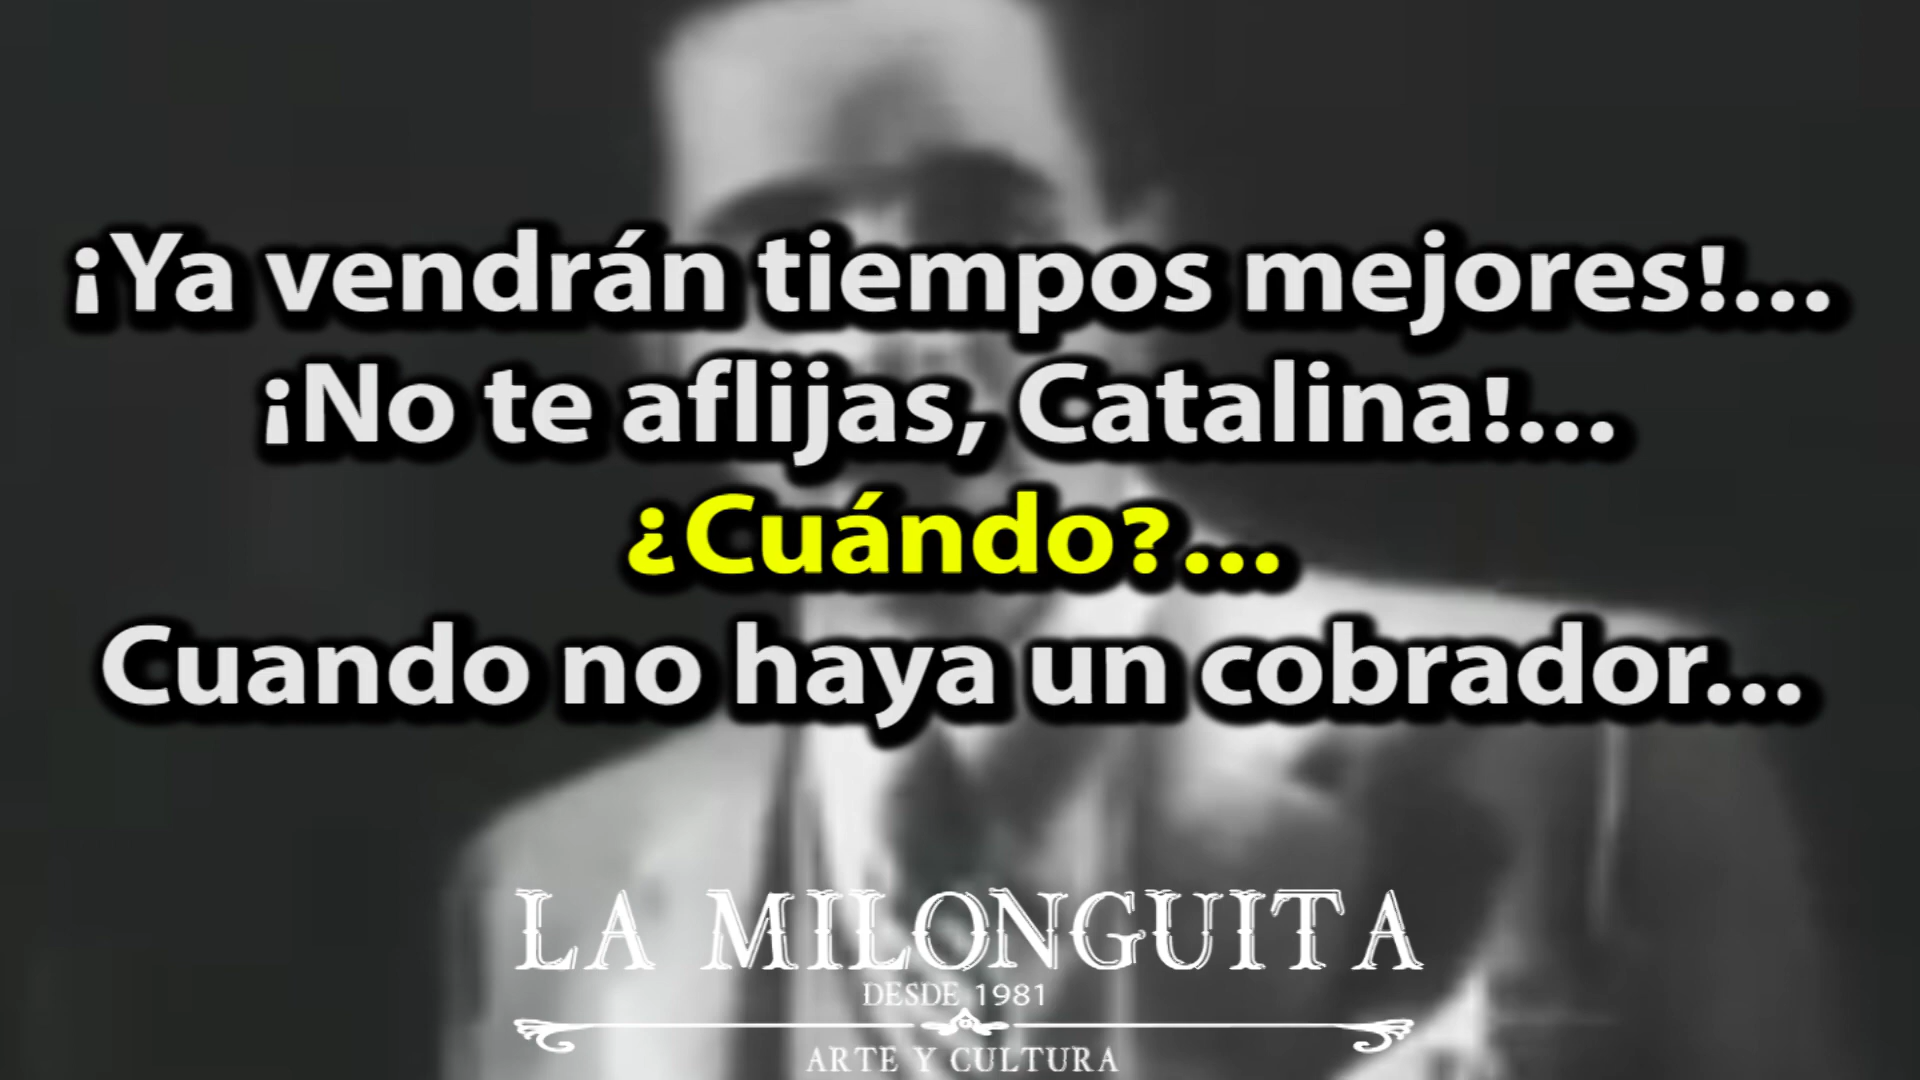 ¡Ya vendrán tiempos mejores!...
¡No te aflijas, Catalina!...
¿Cuándo?...
Cuando no haya un cobrador...
LA MILONGUITA
DESDE 1981
ARTE Y CULTURA